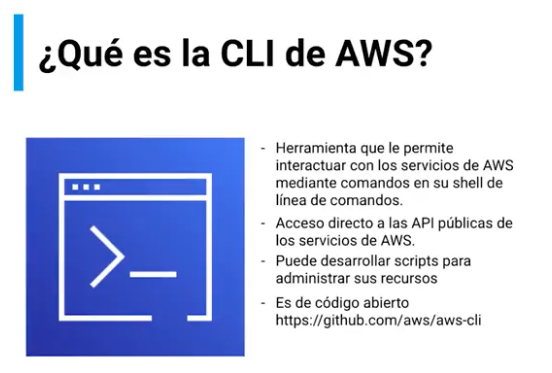 ¿Qué es la CLI de AWS?
- Herramienta que le permite
interactuar con los servicios de AWS
mediante comandos en su shell de
línea de comandos.
- Acceso directo a las API públicas de
los servicios de AWS.
- Puede desarrollar scripts para
administrar sus recursos
- Es de código abierto
https://github.com/aws/aws-cli